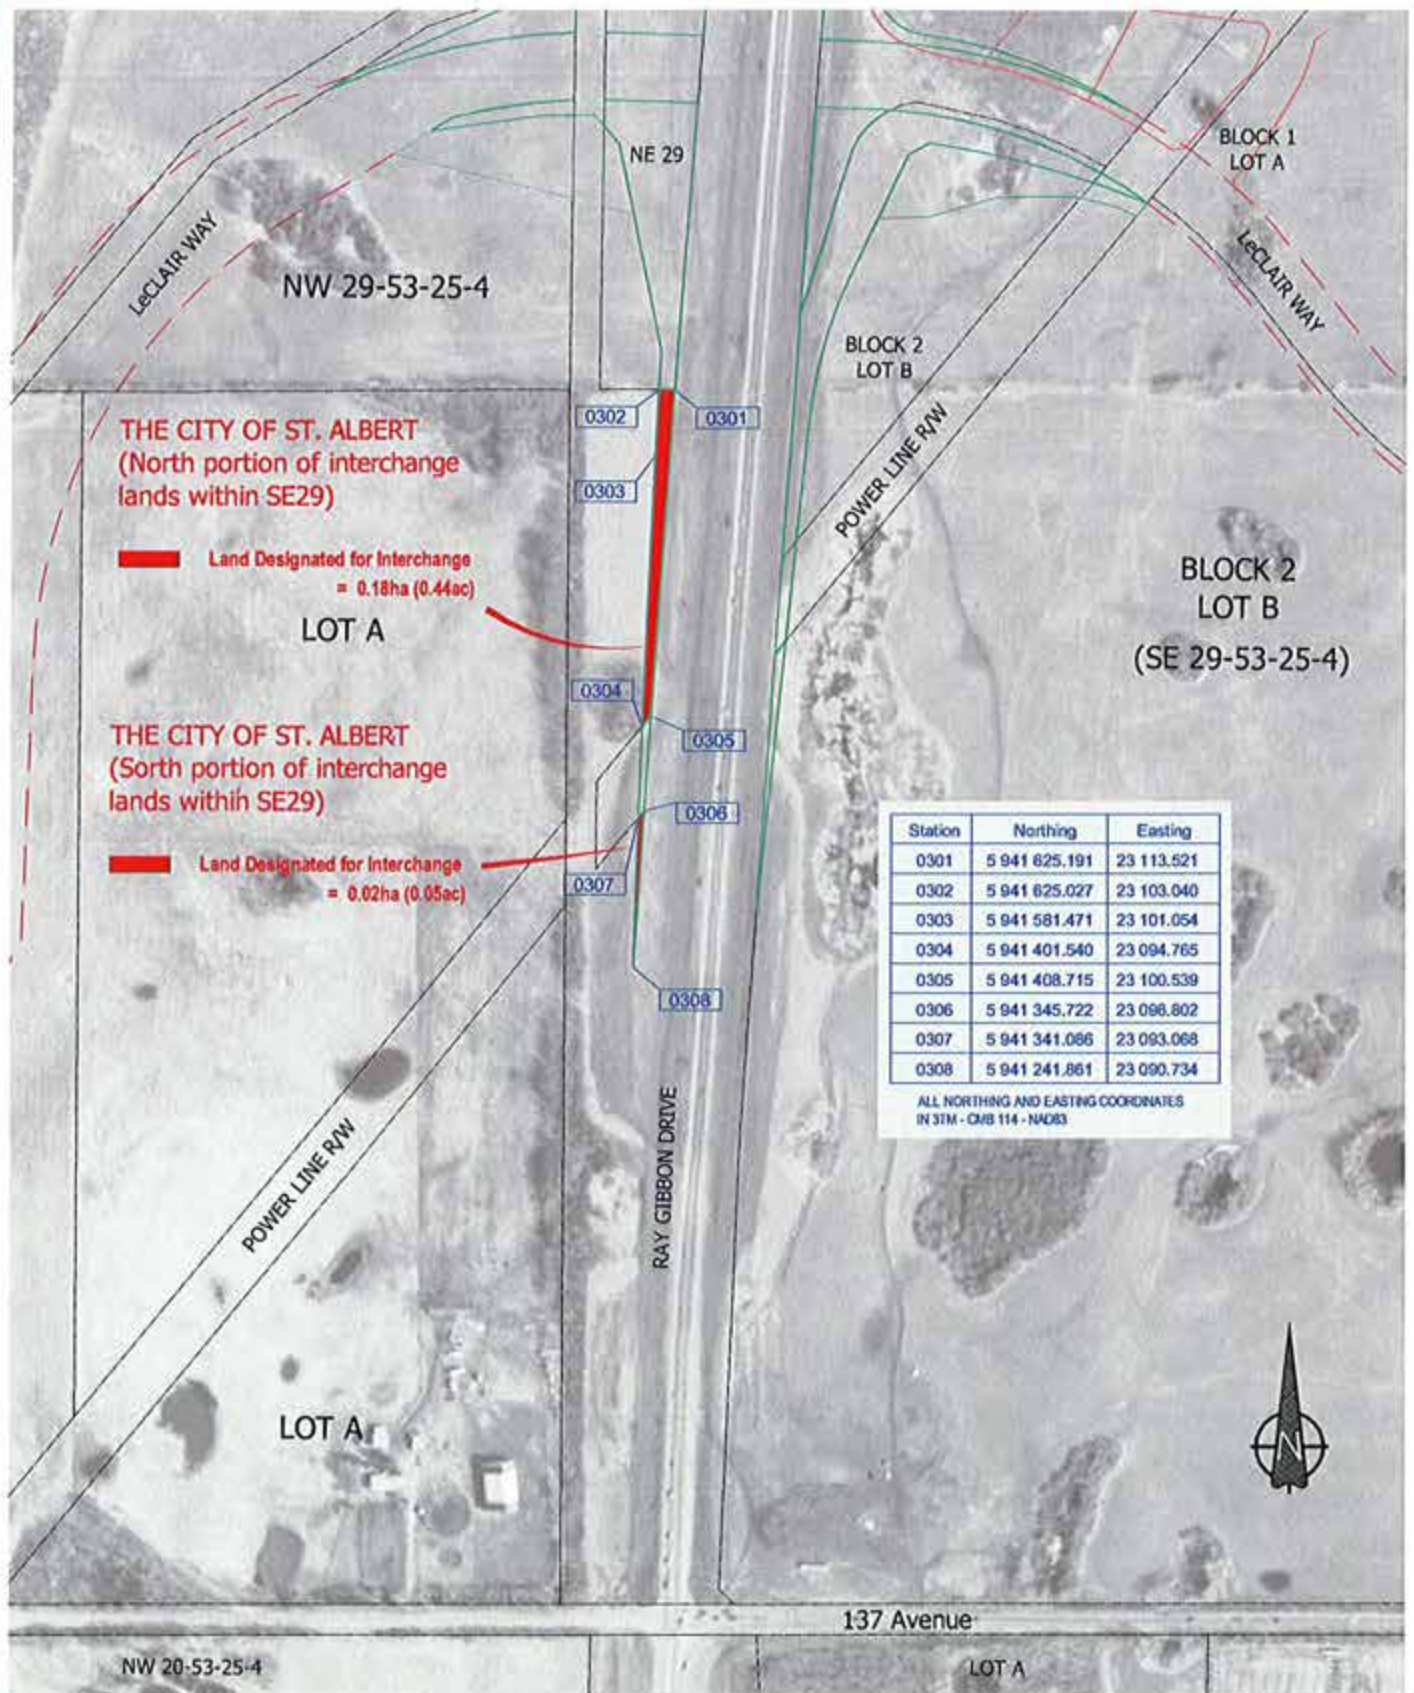 NE 29
BLOCK 1
LOT A
LeCLAIR WAY
NW 29-53-25-4
LeCLAIR WAY
BLOCK 2
LOT B
THE CITY OF ST. ALBERT
(North portion of interchange
lands within SE29)
Land Designated for Interchange
= 0.18ha (0.44ac)
LOT A
0302
0301
0303
POWER LINE R/W
BLOCK 2
LOT B
(SE 29-53-25-4)
0304
0305
THE CITY OF ST. ALBERT
(Sorth portion of interchange
lands within SE29)
Land Designated for Interchange
= 0.02ha (0.05ac)
0306
0307
0308
Station Northing Easting
0301 5 941 625.191 23 113.521
0302 5 941 625.027 23 103.040
0303 5 941 581.471 23 101.054
0304 5 941 401.540 23 094.765
0305 5 941 408.715 23 100.539
0306 5 941 345.722 23 096.802
0307 5 941 341.086 23 093.068
0308 5 941 241.861 23 090.734
ALL NORTHING AND EASTING COORDINATES
IN 3TM - CMB 114 - NAD83
POWER LINE R/W
RAY GIBBON DRIVE
LOT A
N
137 Avenue
NW 20-53-25-4
LOT A